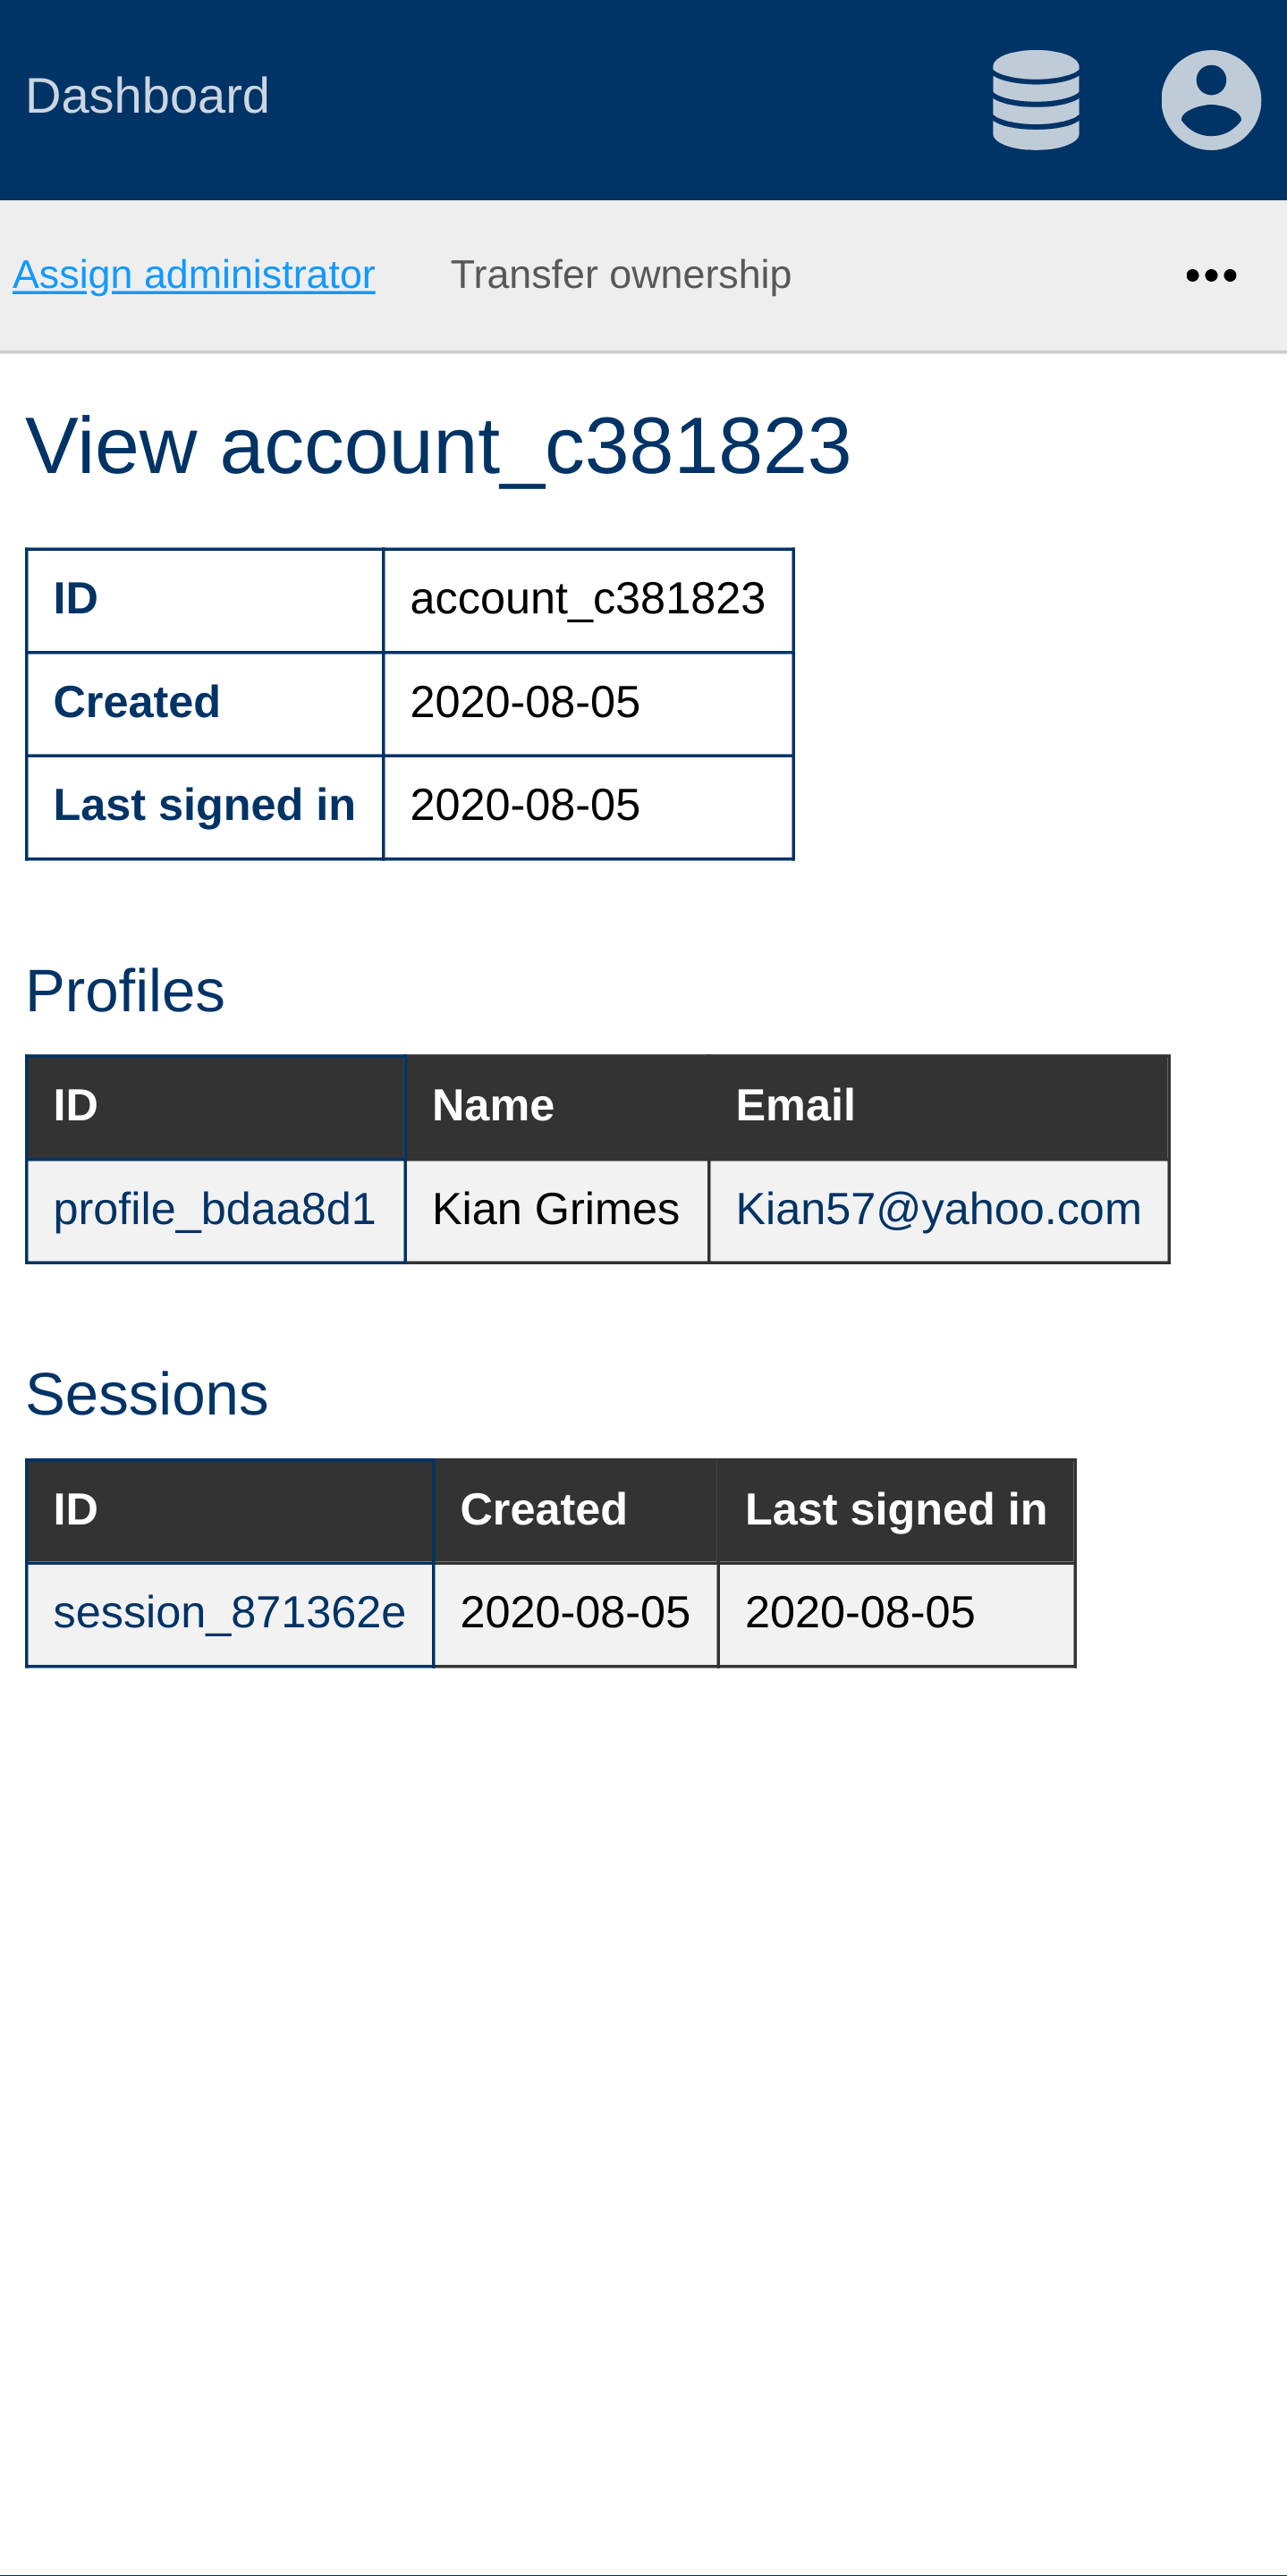 Dashboard
Assign administrator Transfer ownership •••
View account_c381823
ID account_c381823
Created 2020-08-05
Last signed in 2020-08-05
Profiles
ID Name Email
profile_bdaa8d1 Kian Grimes Kian57@yahoo.com
Sessions
ID Created Last signed in
session_871362e 2020-08-05 2020-08-05